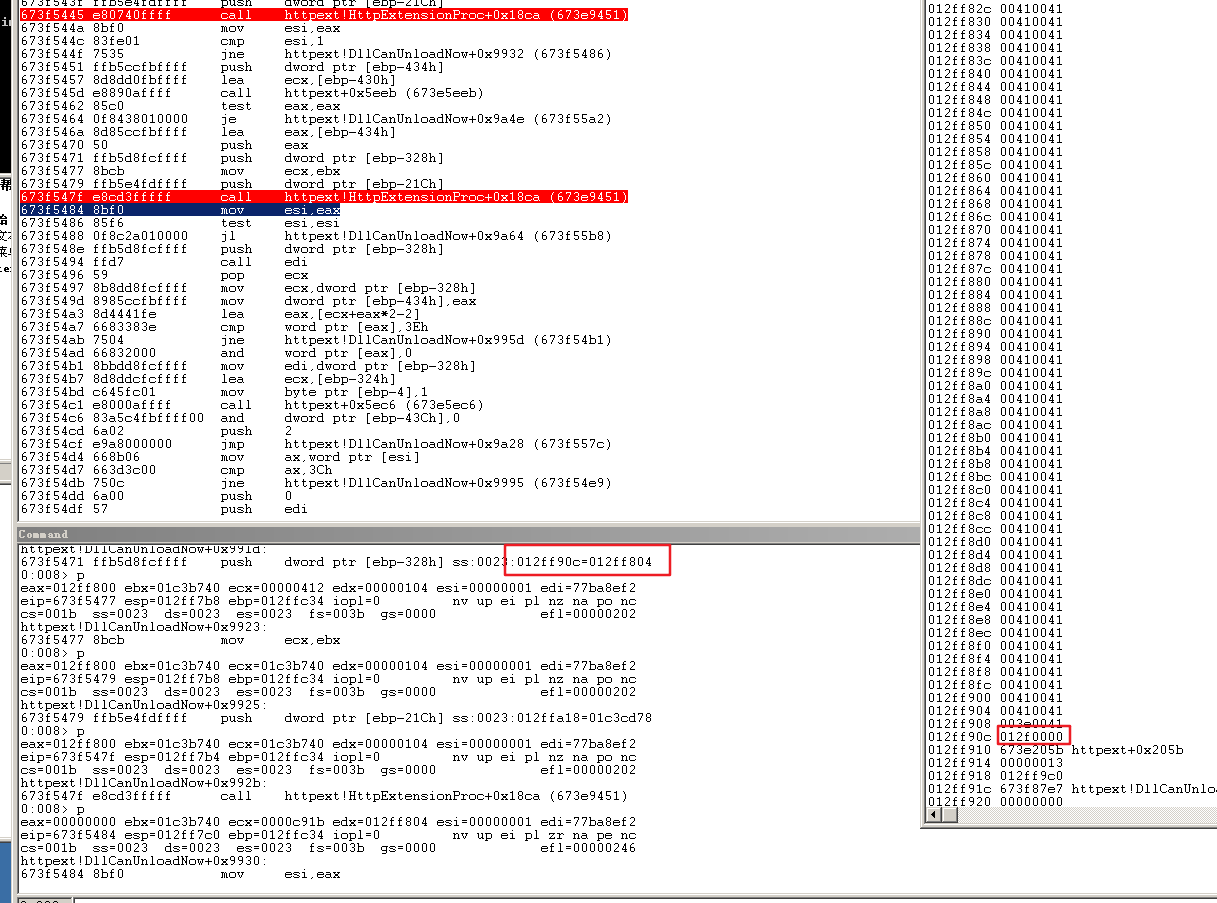 673f543f ffb5e4fdffff push dword ptr [ebp-21Ch]
673f5445 e80740ffff call httpext!HttpExtensionProc+0x18ca (673e9451)
673f544a 8bf0 mov esi,eax
673f544c 83fe01 cmp esi,1
673f544f 7535 jne httpext!DllCanUnloadNow+0x9932 (673f5486)
673f5451 ffb5ccfbffff push dword ptr [ebp-434h]
673f5457 8d8dd0fbffff lea ecx,[ebp-430h]
673f545d e8890affff call httpext+0x5eeb (673e5eeb)
673f5462 85c0 test eax,eax
673f5464 0f8438010000 je httpext!DllCanUnloadNow+0x9a4e (673f55a2)
673f546a 8d85ccfbffff lea eax,[ebp-434h]
673f5470 50 push eax
673f5471 ffb5d8fcffff push dword ptr [ebp-328h]
673f5477 8bcb mov ecx,ebx
673f5479 ffb5e4fdffff push dword ptr [ebp-21Ch]
673f547f e8cd3fffff call httpext!HttpExtensionProc+0x18ca (673e9451)
673f5484 8bf0 mov esi,eax
673f5486 85f6 test esi,esi
673f5488 0f8c2a010000 jl httpext!DllCanUnloadNow+0x9a64 (673f55b8)
673f548e ffb5d8fcffff push dword ptr [ebp-328h]
673f5494 ffd7 call edi
673f5496 59 pop ecx
673f5497 8b8dd8fcffff mov ecx,dword ptr [ebp-328h]
673f549d 8985ccfbffff mov dword ptr [ebp-434h],eax
673f54a3 8d4441fe lea eax,[ecx+eax*2-2]
673f54a7 6683383e cmp word ptr [eax],3Eh
673f54ab 7504 jne httpext!DllCanUnloadNow+0x995d (673f54b1)
673f54ad 66832000 and word ptr [eax],0
673f54b1 8bbdd8fcffff mov edi,dword ptr [ebp-328h]
673f54b7 8d8ddcfcffff lea ecx,[ebp-324h]
673f54bd c645fc01 mov byte ptr [ebp-4],1
673f54c1 e8000affff call httpext+0x5ec6 (673e5ec6)
673f54c6 83a5c4fbffff00 and dword ptr [ebp-43Ch],0
673f54cd 6a02 push 2
673f54cf e9a8000000 jmp httpext!DllCanUnloadNow+0x9a28 (673f557c)
673f54d4 668b06 mov ax,word ptr [esi]
673f54d7 663d3c00 cmp ax,3Ch
673f54db 750c jne httpext!DllCanUnloadNow+0x9995 (673f54e9)
673f54dd 6a00 push 0
673f54df 57 push edi
Command
httpext!DllCanUnloadNow+0x991d:
673f5471 ffb5d8fcffff push dword ptr [ebp-328h] ss:0023:012ff90c=012ff804
0:008> p
eax=012ff800 ebx=01c3b740 ecx=00000412 edx=00000104 esi=00000001 edi=77ba8ef2
eip=673f5477 esp=012ff7b8 ebp=012ffc34 iopl=0 nv up ei pl nz na po nc
cs=001b ss=0023 ds=0023 es=0023 fs=003b gs=0000 efl=00000202
httpext!DllCanUnloadNow+0x9923:
673f5477 8bcb mov ecx,ebx
0:008> p
eax=012ff800 ebx=01c3b740 ecx=01c3b740 edx=00000104 esi=00000001 edi=77ba8ef2
eip=673f5479 esp=012ff7b8 ebp=012ffc34 iopl=0 nv up ei pl nz na po nc
cs=001b ss=0023 ds=0023 es=0023 fs=003b gs=0000 efl=00000202
httpext!DllCanUnloadNow+0x9925:
673f5479 ffb5e4fdffff push dword ptr [ebp-21Ch] ss:0023:012ffa18=01c3cd78
0:008> p
eax=012ff800 ebx=01c3b740 ecx=01c3b740 edx=00000104 esi=00000001 edi=77ba8ef2
eip=673f547f esp=012ff7b4 ebp=012ffc34 iopl=0 nv up ei pl nz na po nc
cs=001b ss=0023 ds=0023 es=0023 fs=003b gs=0000 efl=00000202
httpext!DllCanUnloadNow+0x992b:
673f547f e8cd3fffff call httpext!HttpExtensionProc+0x18ca (673e9451)
0:008> p
eax=00000000 ebx=01c3b740 ecx=0000c91b edx=012ff804 esi=00000001 edi=77ba8ef2
eip=673f5484 esp=012ff7c0 ebp=012ffc34 iopl=0 nv up ei pl zr na pe nc
cs=001b ss=0023 ds=0023 es=0023 fs=003b gs=0000 efl=00000246
httpext!DllCanUnloadNow+0x9930:
673f5484 8bf0 mov esi,eax
012ff82c 00410041
012ff830 00410041
012ff834 00410041
012ff838 00410041
012ff83c 00410041
012ff840 00410041
012ff844 00410041
012ff848 00410041
012ff84c 00410041
012ff850 00410041
012ff854 00410041
012ff858 00410041
012ff85c 00410041
012ff860 00410041
012ff864 00410041
012ff868 00410041
012ff86c 00410041
012ff870 00410041
012ff874 00410041
012ff878 00410041
012ff87c 00410041
012ff880 00410041
012ff884 00410041
012ff888 00410041
012ff88c 00410041
012ff890 00410041
012ff894 00410041
012ff898 00410041
012ff89c 00410041
012ff8a0 00410041
012ff8a4 00410041
012ff8a8 00410041
012ff8ac 00410041
012ff8b0 00410041
012ff8b4 00410041
012ff8b8 00410041
012ff8bc 00410041
012ff8c0 00410041
012ff8c4 00410041
012ff8c8 00410041
012ff8cc 00410041
012ff8d0 00410041
012ff8d4 00410041
012ff8d8 00410041
012ff8dc 00410041
012ff8e0 00410041
012ff8e4 00410041
012ff8e8 00410041
012ff8ec 00410041
012ff8f0 00410041
012ff8f4 00410041
012ff8f8 00410041
012ff8fc 00410041
012ff900 00410041
012ff904 00410041
012ff908 003e0041
012ff90c 012f0000
012ff910 673e205b httpext+0x205b
012ff914 00000013
012ff918 012ff9c0
012ff91c 673f87e7 httpext!DllCanUnlo
012ff920 00000000